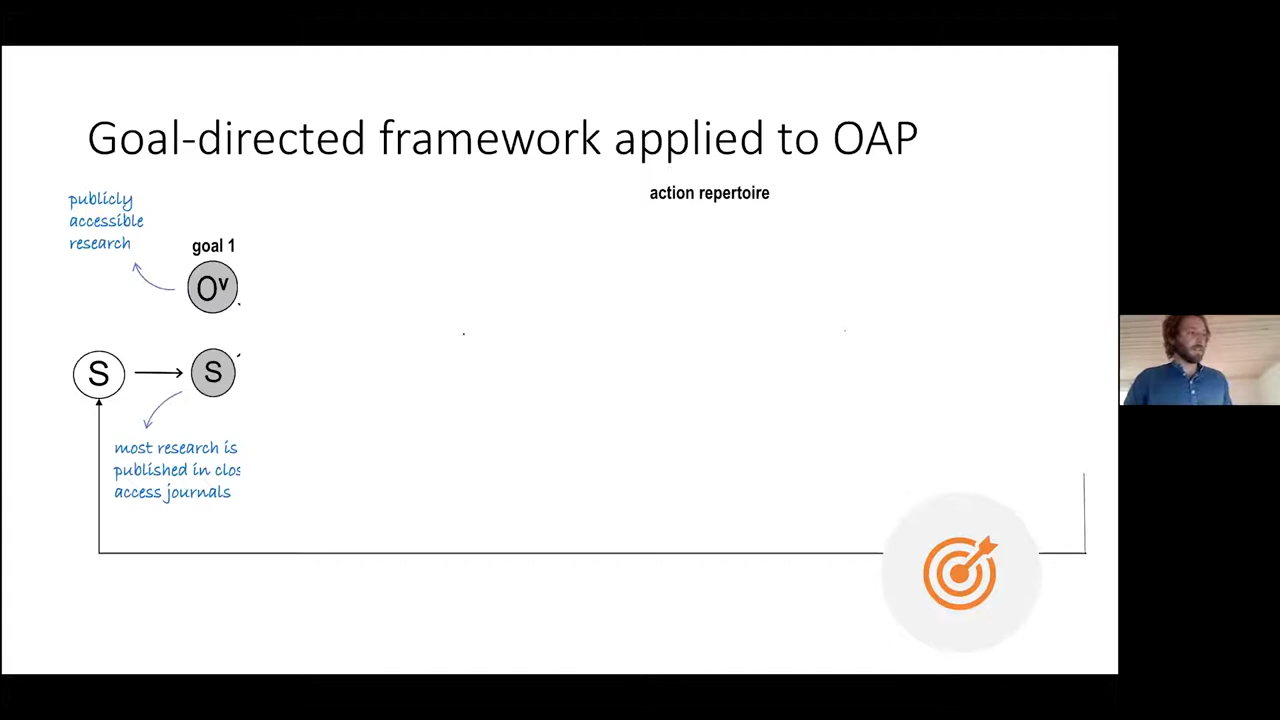 Goal-directed framework applied to OAP
action repertoire
publicly
accessible
research
goal 1
Oᵛ
S
S
most research is
published in clos
access journals